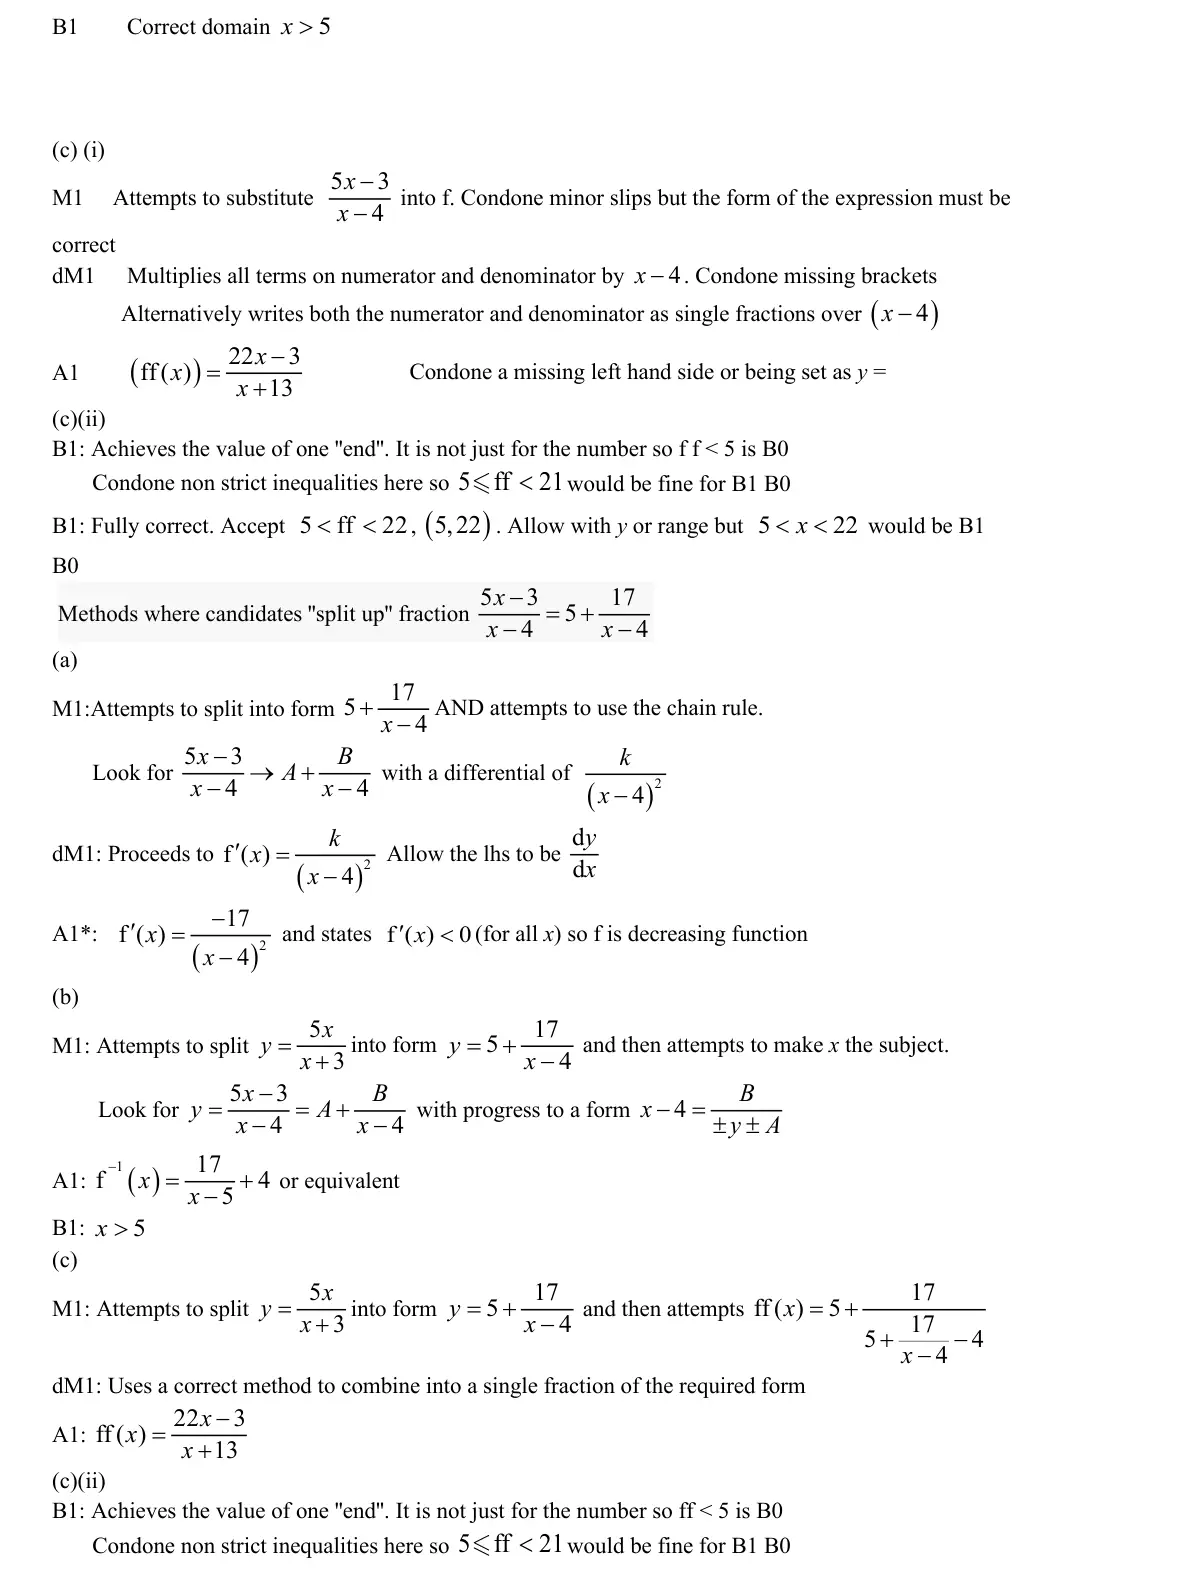 B1 Correct domain x > 5
(c) (i)
M1 Attempts to substitute (5x − 3)/(x − 4) into f. Condone minor slips but the form of the expression must be
correct
dM1 Multiplies all terms on numerator and denominator by x − 4. Condone missing brackets
Alternatively writes both the numerator and denominator as single fractions over (x − 4)
A1 (ff(x)) = (22x − 3)/(x + 13) Condone a missing left hand side or being set as y =
(c)(ii)
B1: Achieves the value of one "end". It is not just for the number so f f < 5 is B0
Condone non strict inequalities here so 5 ⩽ ff < 21 would be fine for B1 B0
B1: Fully correct. Accept 5 < ff < 22, (5, 22). Allow with y or range but 5 < x < 22 would be B1
B0
Methods where candidates "split up" fraction (5x − 3)/(x − 4) = 5 + 17/(x − 4)
(a)
M1:Attempts to split into form 5 + 17/(x − 4) AND attempts to use the chain rule.
Look for (5x − 3)/(x − 4) → A + B/(x − 4) with a differential of k/(x − 4)²
dM1: Proceeds to f′(x) = k/(x − 4)² Allow the lhs to be dy/dx
A1*: f′(x) = −17/(x − 4)² and states f′(x) < 0 (for all x) so f is decreasing function
(b)
M1: Attempts to split y = 5x/(x + 3) into form y = 5 + 17/(x − 4) and then attempts to make x the subject.
Look for y = (5x − 3)/(x − 4) = A + B/(x − 4) with progress to a form x − 4 = B/(±y ± A)
A1: f⁻¹(x) = 17/(x − 5) + 4 or equivalent
B1: x > 5
(c)
M1: Attempts to split y = 5x/(x + 3) into form y = 5 + 17/(x − 4) and then attempts ff(x) = 5 + 17/(5 + 17/(x − 4) − 4)
dM1: Uses a correct method to combine into a single fraction of the required form
A1: ff(x) = (22x − 3)/(x + 13)
(c)(ii)
B1: Achieves the value of one "end". It is not just for the number so ff < 5 is B0
Condone non strict inequalities here so 5 ⩽ ff < 21 would be fine for B1 B0